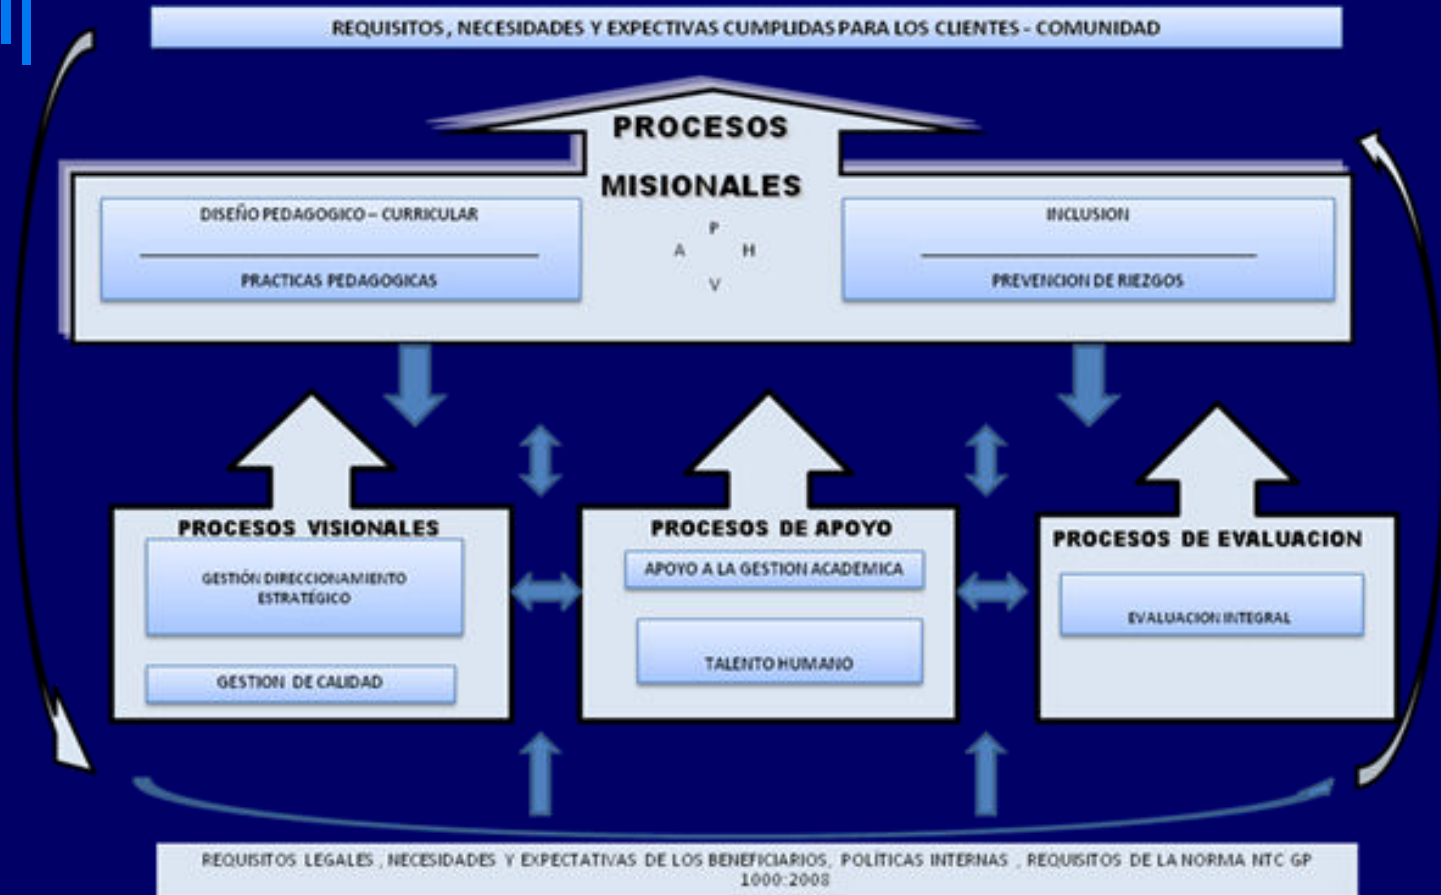 REQUISITOS, NECESIDADES Y EXPECTIVAS CUMPLIDAS PARA LOS CLIENTES - COMUNIDAD
PROCESOS
MISIONALES
DISEÑO PEDAGOGICO – CURRICULAR
PRACTICAS PEDAGOGICAS
P
A H
V
INCLUSION
PREVENCION DE RIEZGOS
PROCESOS VISIONALES
GESTIÓN DIRECCIONAMIENTO
ESTRATÉGICO
GESTION DE CALIDAD
PROCESOS DE APOYO
APOYO A LA GESTION ACADEMICA
TALENTO HUMANO
PROCESOS DE EVALUACION
EVALUACION INTEGRAL
REQUISITOS LEGALES , NECESIDADES Y EXPECTATIVAS DE LOS BENEFICIARIOS, POLÍTICAS INTERNAS , REQUISITOS DE LA NORMA NTC GP
1000:2008